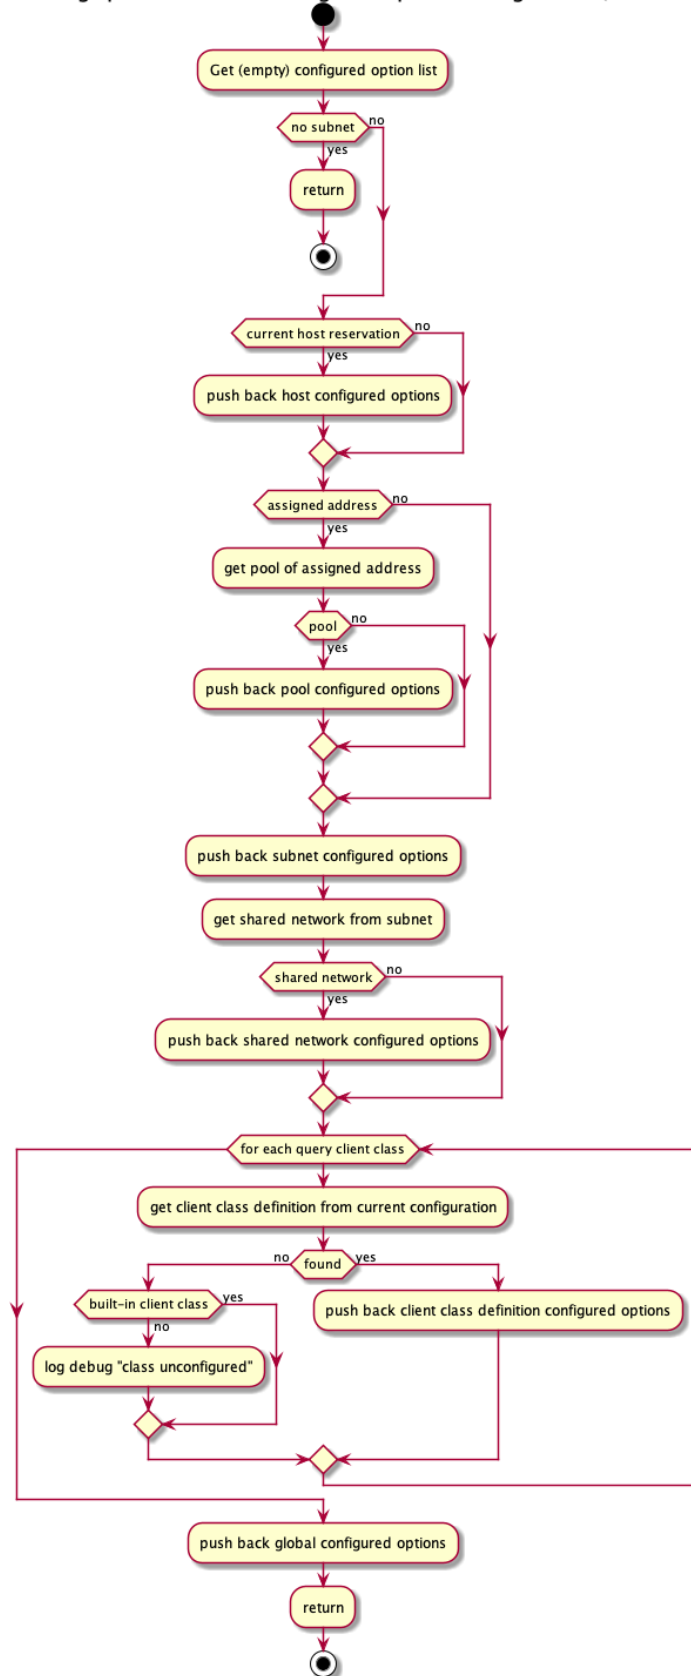 Get (empty) configured option list
no subnet
no
yes
return
current host reservation
no
yes
push back host configured options
assigned address
no
yes
get pool of assigned address
pool
no
yes
push back pool configured options
push back subnet configured options
get shared network from subnet
shared network
no
yes
push back shared network configured options
for each query client class
get client class definition from current configuration
no
found
yes
built-in client class
yes
no
push back client class definition configured options
log debug "class unconfigured"
push back global configured options
return